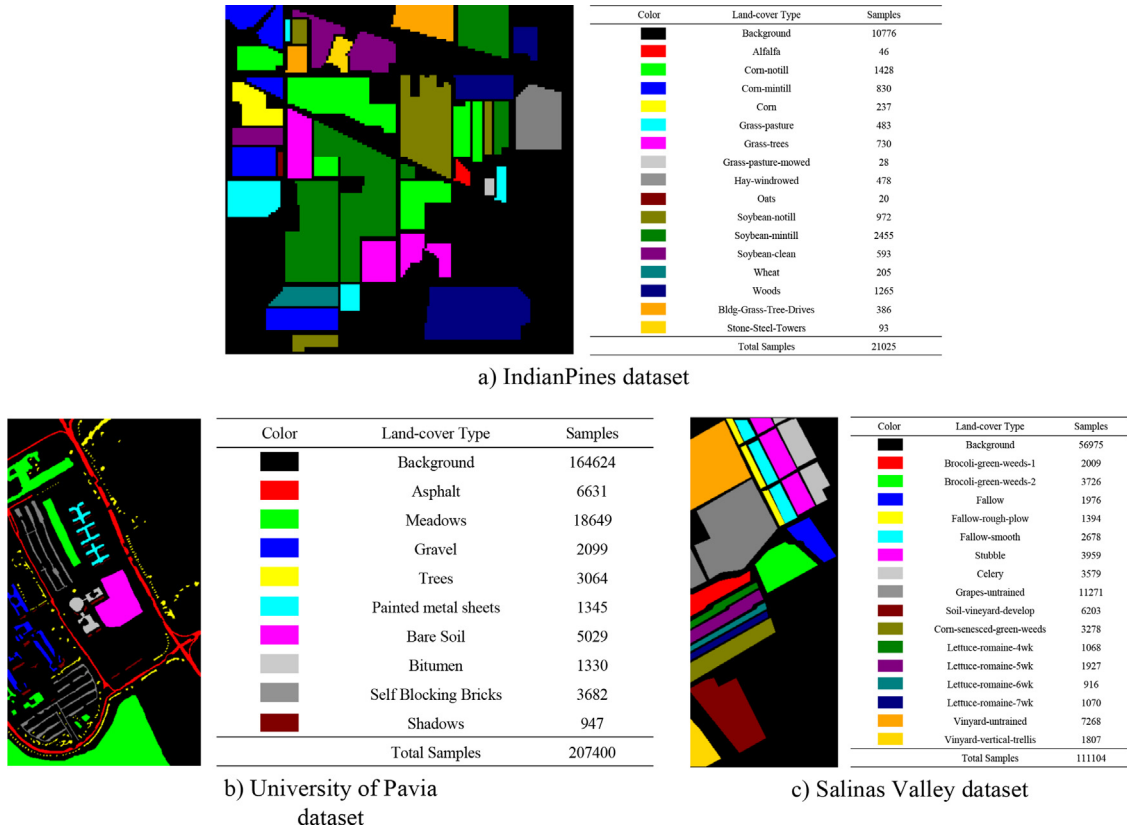 Color Land-cover Type Samples
Background 10776
Alfalfa 46
Corn-notill 1428
Corn-mintill 830
Corn 237
Grass-pasture 483
Grass-trees 730
Grass-pasture-mowed 28
Hay-windrowed 478
Oats 20
Soybean-notill 972
Soybean-mintill 2455
Soybean-clean 593
Wheat 205
Woods 1265
Bldg-Grass-Tree-Drives 386
Stone-Steel-Towers 93
Total Samples 21025
a) IndianPines dataset
Color Land-cover Type Samples
Background 164624
Asphalt 6631
Meadows 18649
Gravel 2099
Trees 3064
Painted metal sheets 1345
Bare Soil 5029
Bitumen 1330
Self Blocking Bricks 3682
Shadows 947
Total Samples 207400
b) University of Pavia
dataset
Color Land-cover Type Samples
Background 56975
Brocoli-green-weeds-1 2009
Brocoli-green-weeds-2 3726
Fallow 1976
Fallow-rough-plow 1394
Fallow-smooth 2678
Stubble 3959
Celery 3579
Grapes-untrained 11271
Soil-vineyard-develop 6203
Corn-senesced-green-weeds 3278
Lettuce-romaine-4wk 1068
Lettuce-romaine-5wk 1927
Lettuce-romaine-6wk 916
Lettuce-romaine-7wk 1070
Vinyard-untrained 7268
Vinyard-vertical-trellis 1807
Total Samples 111104
c) Salinas Valley dataset